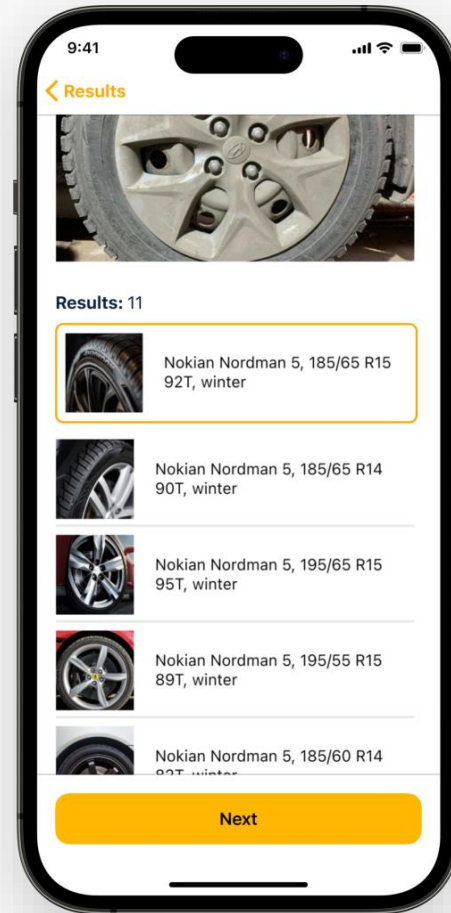 9:41
Results
Results: 11
Nokian Nordman 5, 185/65 R15
92T, winter
Nokian Nordman 5, 185/65 R14
90T, winter
Nokian Nordman 5, 195/65 R15
95T, winter
Nokian Nordman 5, 195/55 R15
89T, winter
Nokian Nordman 5, 185/60 R14
82T, winter
Next